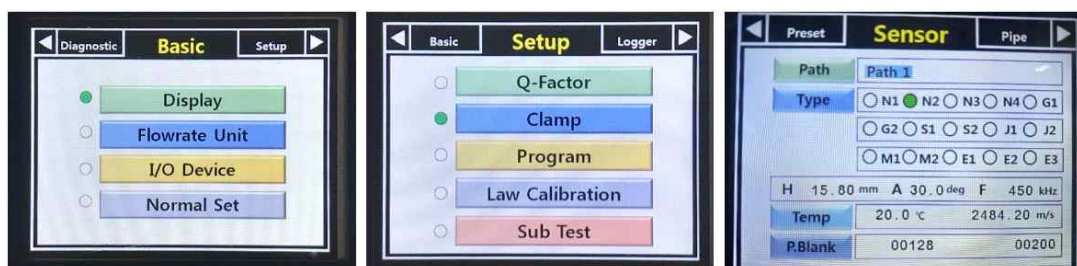 Diagnostic Basic Setup
Display
Flowrate Unit
I/O Device
Normal Set
Basic Setup Logger
Q-Factor
Clamp
Program
Law Calibration
Sub Test
Preset Sensor Pipe
Path Path 1
Type N1 N2 N3 N4 G1
G2 S1 S2 J1 J2
M1 M2 E1 E2 E3
H 15.80 mm A 30.0 deg F 450 kHz
Temp 20.0 ℃ 2484.20 m/s
P.Blank 00128 00200